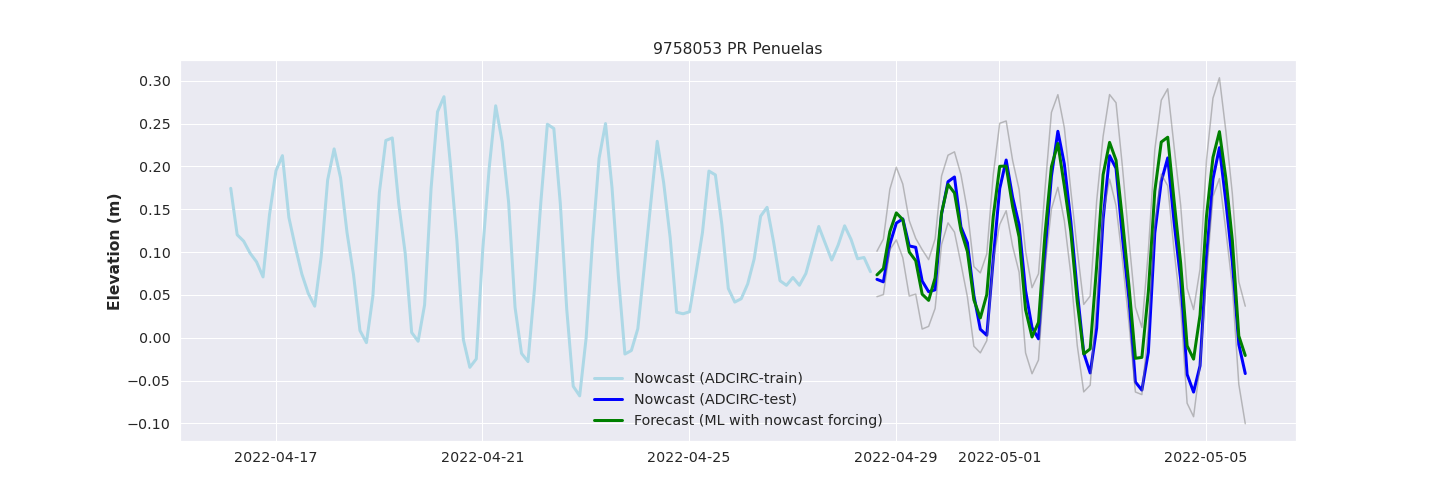 9758053 PR Penuelas
Elevation (m)
0.30
0.25
0.20
0.15
0.10
0.05
0.00
−0.05
−0.10
Nowcast (ADCIRC-train)
Nowcast (ADCIRC-test)
Forecast (ML with nowcast forcing)
2022-04-17 2022-04-21 2022-04-25 2022-04-29 2022-05-01 2022-05-05